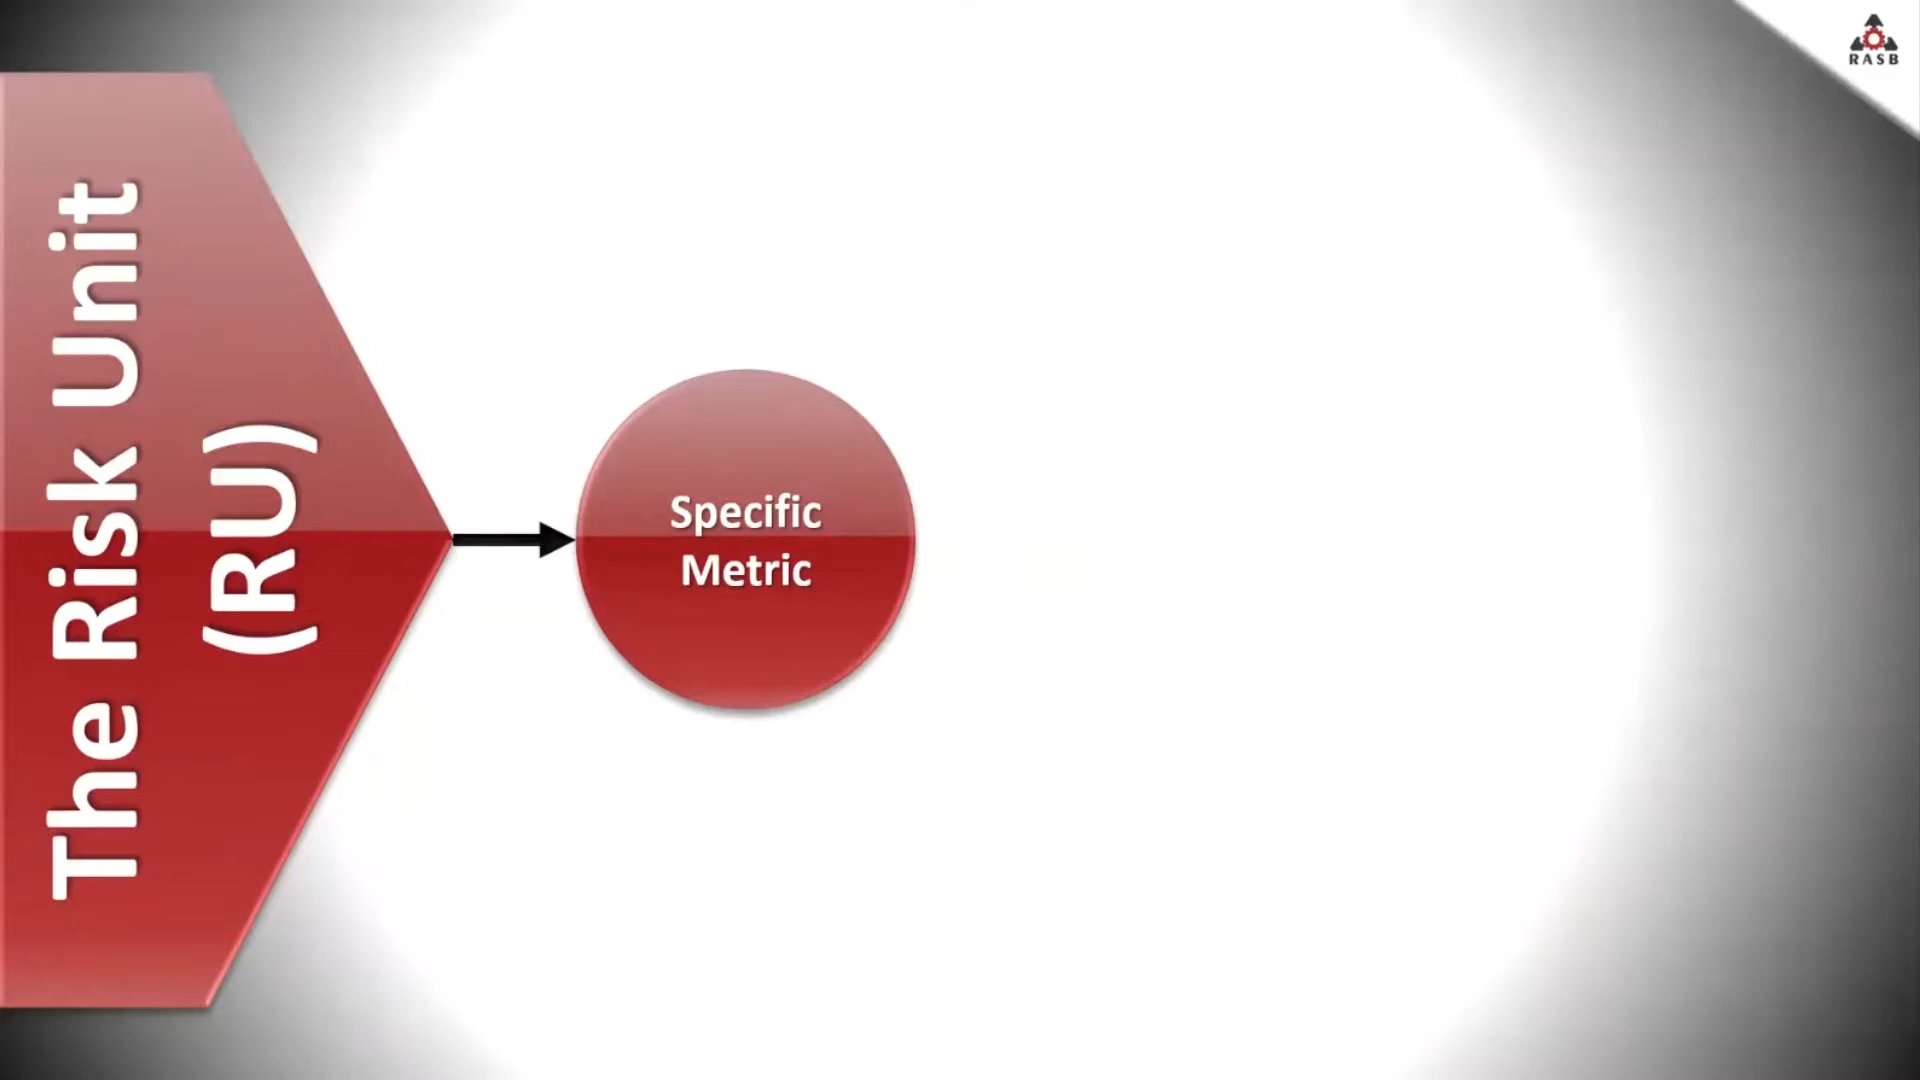 The Risk Unit
(RU)
Specific
Metric
RASB